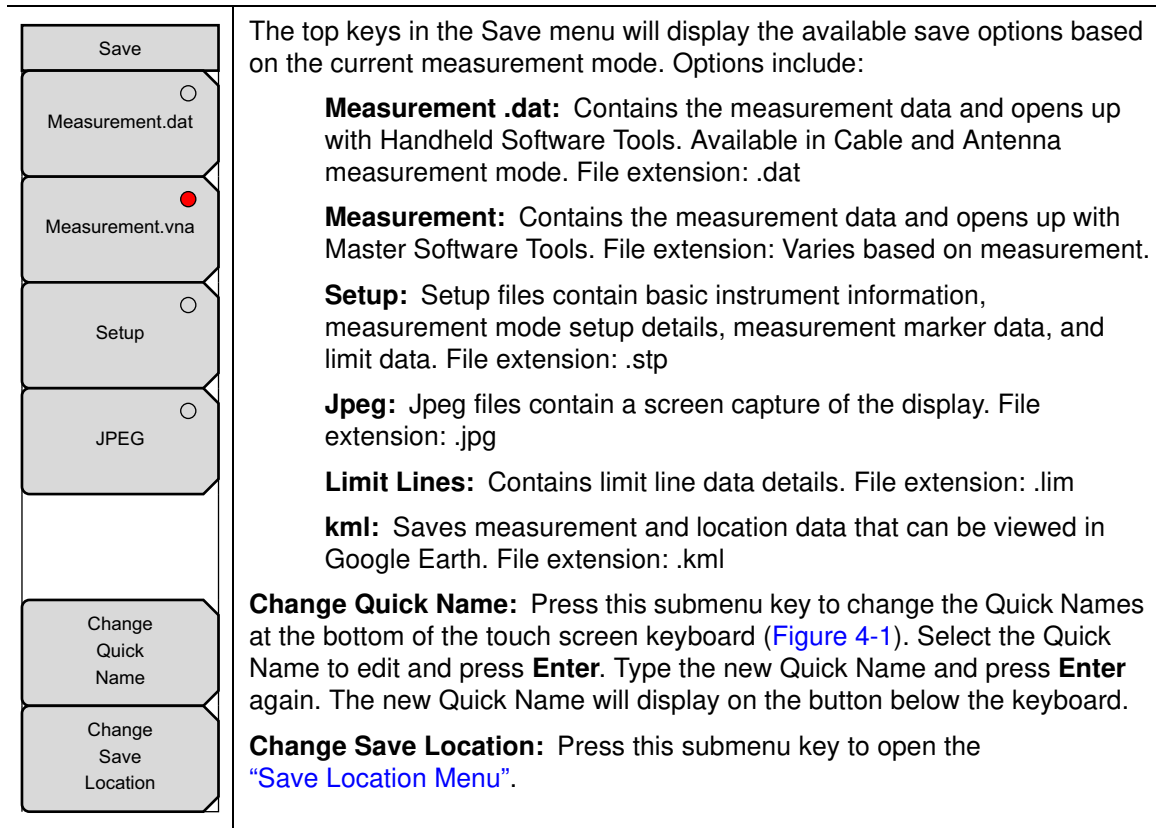 Save
Measurement.dat
Measurement.vna
Setup
JPEG
Change
Quick
Name
Change
Save
Location
The top keys in the Save menu will display the available save options based
on the current measurement mode. Options include:
Measurement .dat: Contains the measurement data and opens up
with Handheld Software Tools. Available in Cable and Antenna
measurement mode. File extension: .dat
Measurement: Contains the measurement data and opens up with
Master Software Tools. File extension: Varies based on measurement.
Setup: Setup files contain basic instrument information,
measurement mode setup details, measurement marker data, and
limit data. File extension: .stp
Jpeg: Jpeg files contain a screen capture of the display. File
extension: .jpg
Limit Lines: Contains limit line data details. File extension: .lim
kml: Saves measurement and location data that can be viewed in
Google Earth. File extension: .kml
Change Quick Name: Press this submenu key to change the Quick Names
at the bottom of the touch screen keyboard (Figure 4-1). Select the Quick
Name to edit and press Enter. Type the new Quick Name and press Enter
again. The new Quick Name will display on the button below the keyboard.
Change Save Location: Press this submenu key to open the
“Save Location Menu”.